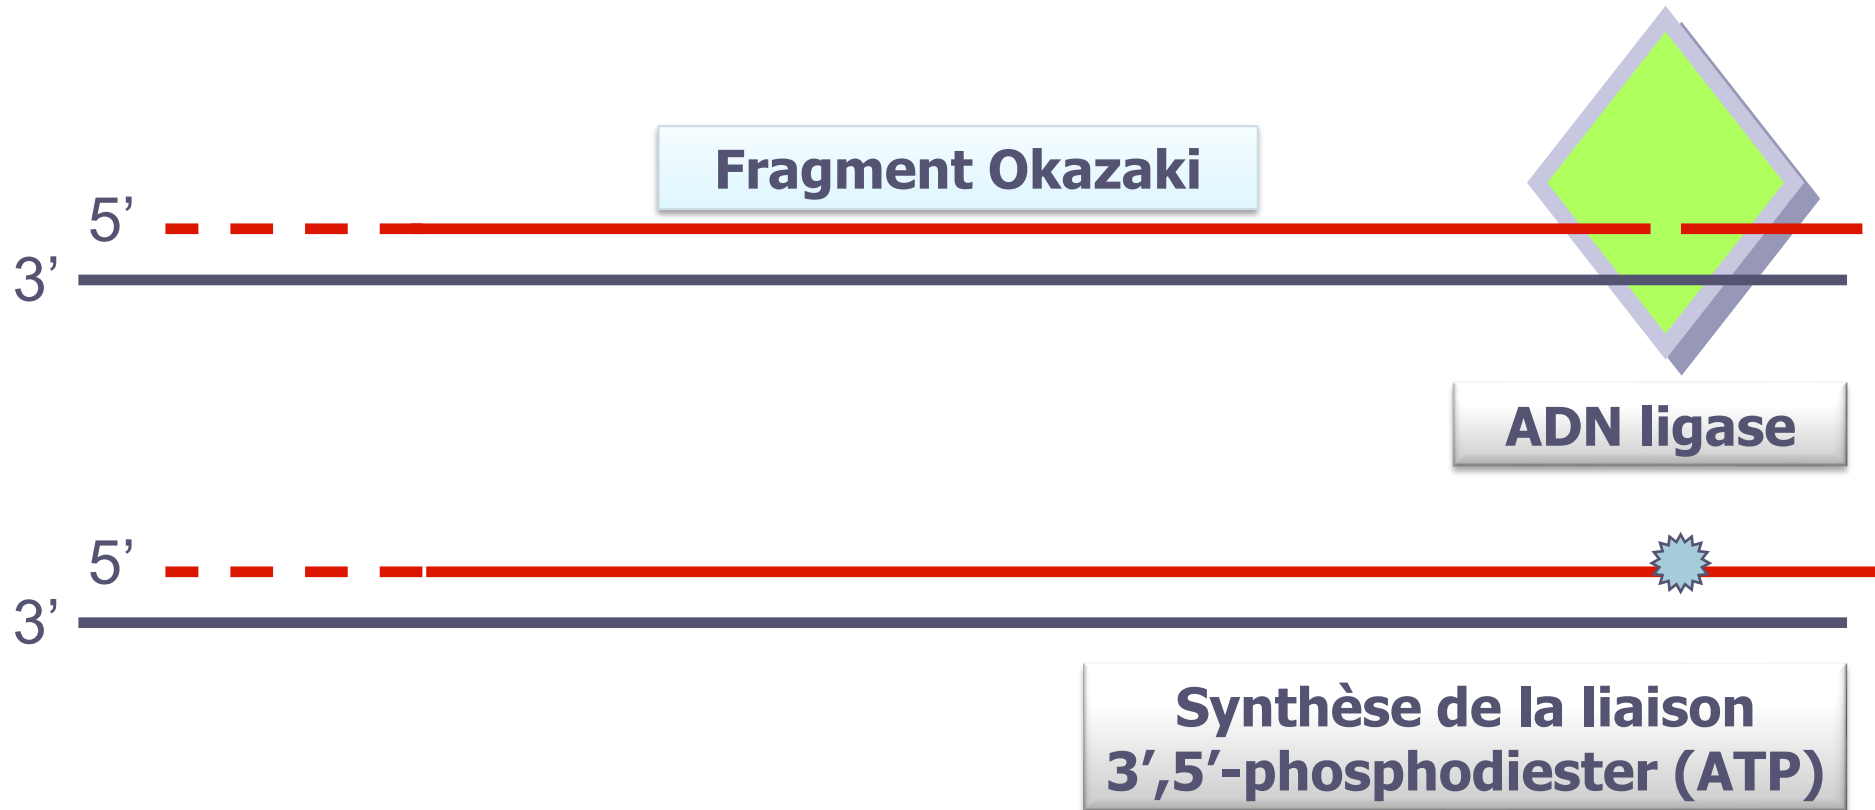 Fragment Okazaki
5’
3’
ADN ligase
5’
3’
Synthèse de la liaison
3’,5’-phosphodiester (ATP)